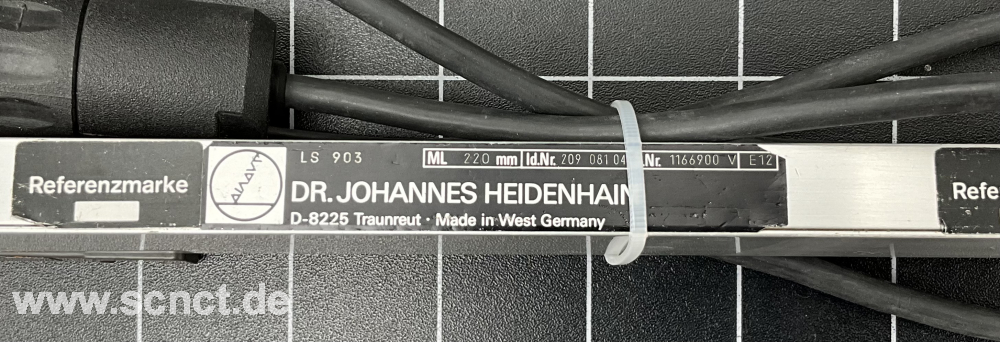 LS 903
ML 220 mm Id.Nr. 209 081 04 Nr. 1166900 V E12
Referenzmarke
DR. JOHANNES HEIDENHAIN
D-8225 Traunreut · Made in West Germany
Refe
www.scnct.de